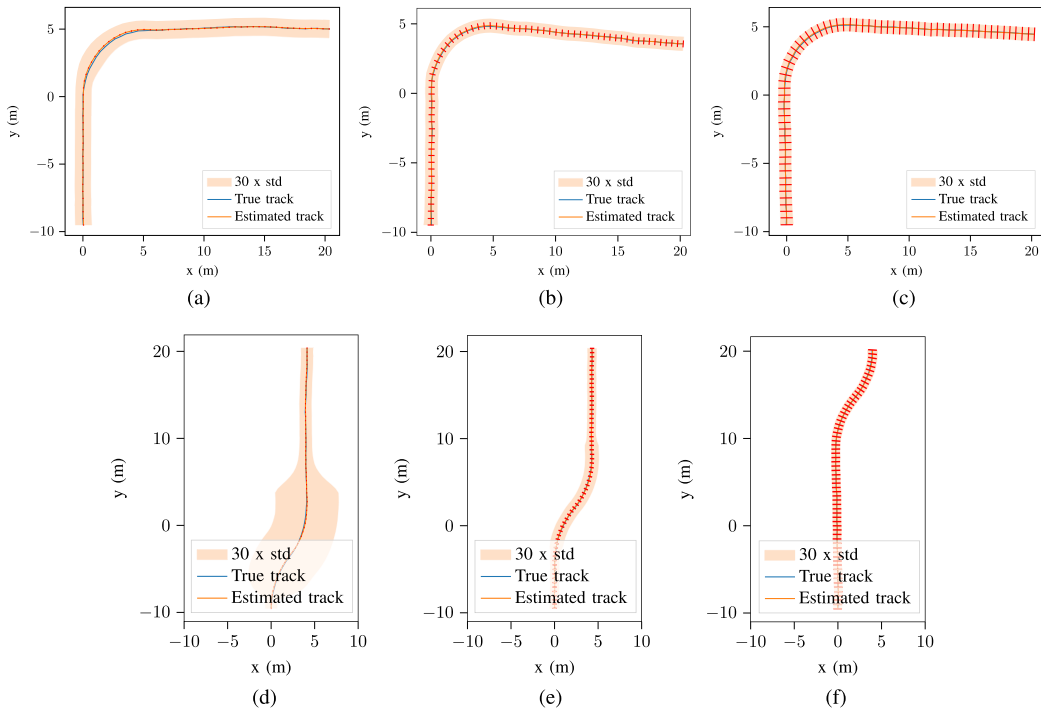 5
0
−5
−10
y (m)
30 x std
True track
Estimated track
0
5
10
15
20
x (m)
(a)
5
0
−5
−10
y (m)
30 x std
True track
Estimated track
0
5
10
15
20
x (m)
(b)
5
0
−5
−10
y (m)
30 x std
True track
Estimated track
0
5
10
15
20
x (m)
(c)
20
10
0
−10
y (m)
30 x std
True track
Estimated track
−10
−5
0
5
10
x (m)
(d)
20
10
0
−10
y (m)
30 x std
True track
Estimated track
−10
−5
0
5
10
x (m)
(e)
20
10
0
−10
y (m)
30 x std
True track
Estimated track
−10
−5
0
5
10
x (m)
(f)